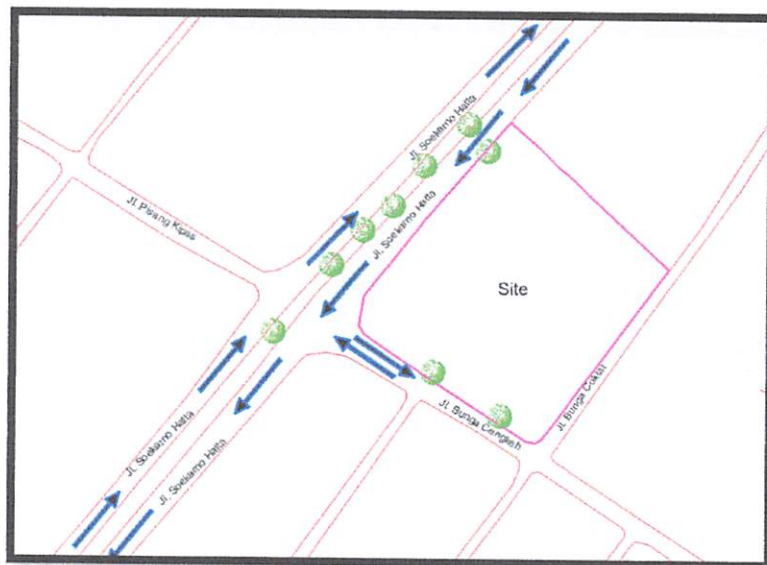 Jl. Soekarno Hatta
Jl. Pisang Kipas
Jl. Soekarno Hatta
Site
Jl. Bunga Coklat
Jl. Bunga Cengkeh
Jl. Soekarno Hatta
Jl. Soekarno Hatta